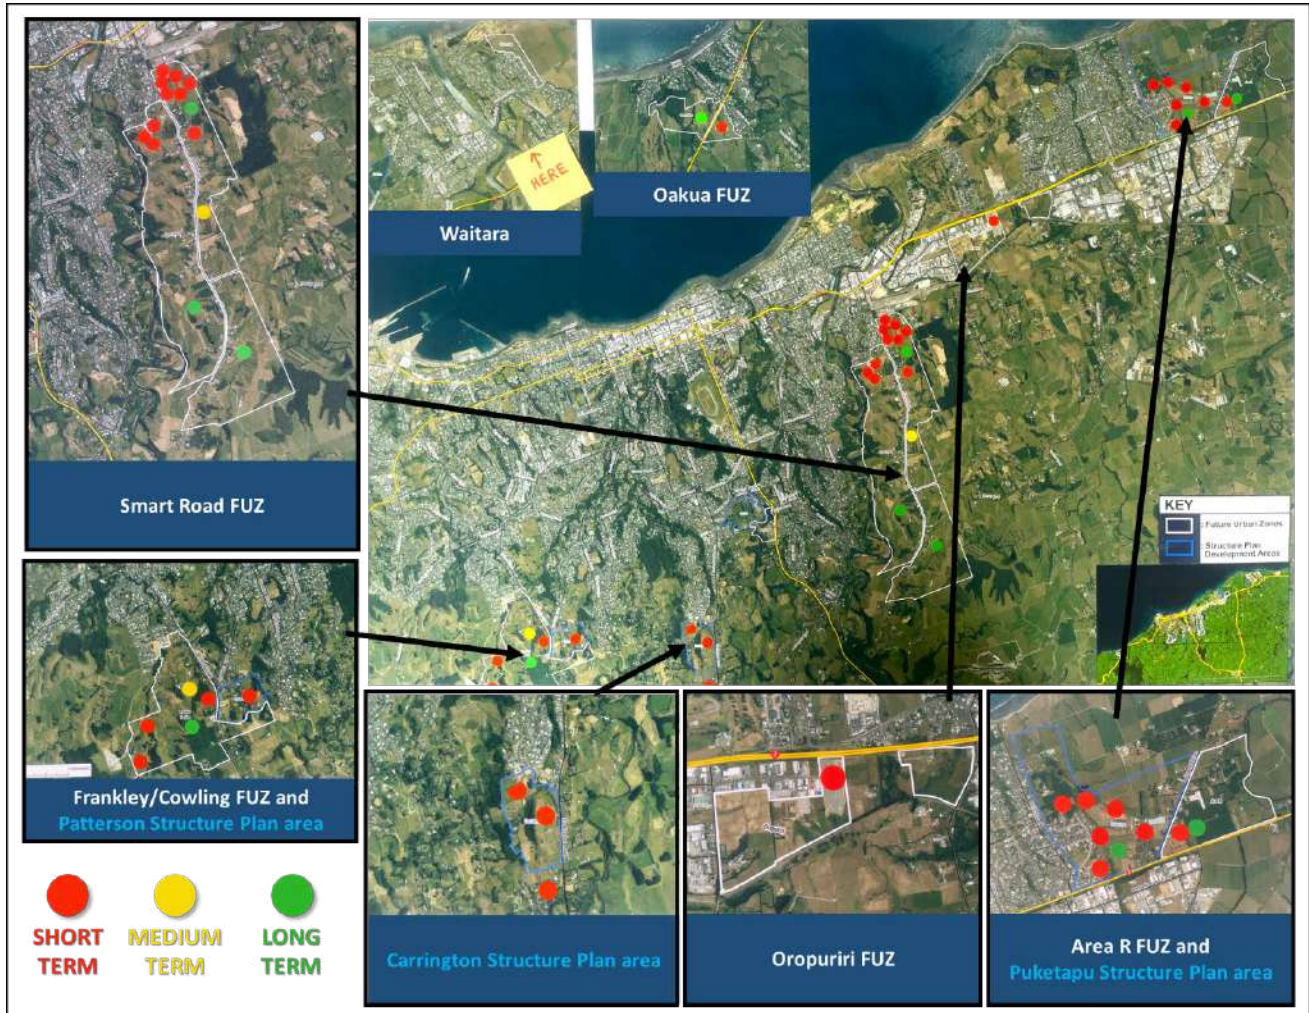 Smart Road FUZ
HERE
Waitara
Oakua FUZ
KEY
: Future Urban Zones
: Structure Plan
Development Areas
Frankley/Cowling FUZ and
Patterson Structure Plan area
Carrington Structure Plan area
Oropuriri FUZ
Area R FUZ and
Puketapu Structure Plan area
SHORT
TERM
MEDIUM
TERM
LONG
TERM